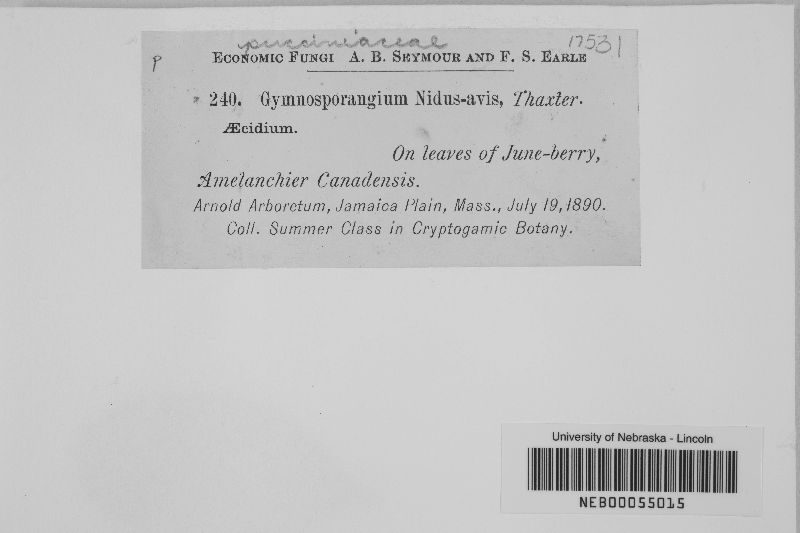 pucciniaceae
17531
P
ECONOMIC FUNGI A. B. SEYMOUR AND F. S. EARLE
240. Gymnosporangium Nidus-avis, Thaxter.
Æcidium.
On leaves of June-berry,
Amelanchier Canadensis.
Arnold Arboretum, Jamaica Plain, Mass., July 19, 1890.
Coll. Summer Class in Cryptogamic Botany.
University of Nebraska - Lincoln
NEB00055015